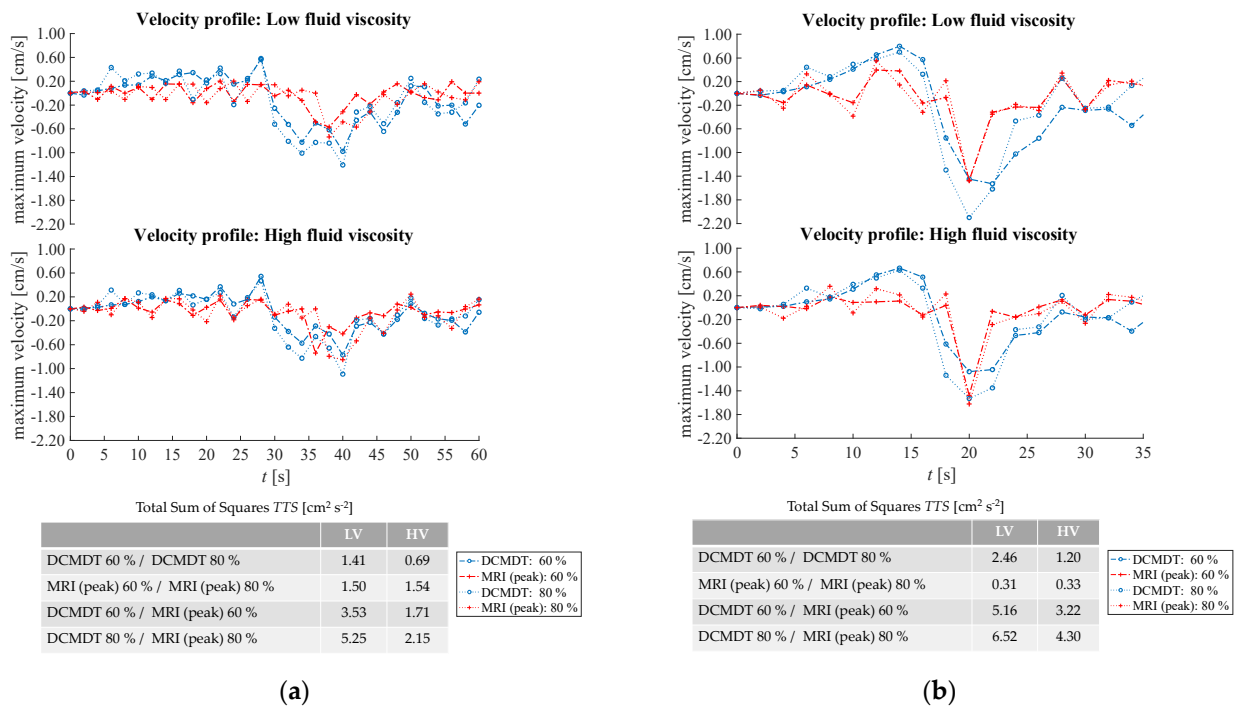 Velocity profile: Low fluid viscosity
1.00
0.60
0.20
-0.20
-0.60
-1.00
-1.40
-1.80
-2.20
maximum velocity [cm/s]
Velocity profile: High fluid viscosity
1.00
0.60
0.20
-0.20
-0.60
-1.00
-1.40
-1.80
-2.20
maximum velocity [cm/s]
0 5 10 15 20 25 30 35 40 45 50 55 60
t [s]
Total Sum of Squares TTS [cm² s⁻²]
LV HV
DCMDT 60 % / DCMDT 80 % 1.41 0.69
MRI (peak) 60 % / MRI (peak) 80 % 1.50 1.54
DCMDT 60 % / MRI (peak) 60 % 3.53 1.71
DCMDT 80 % / MRI (peak) 80 % 5.25 2.15
DCMDT: 60 %
MRI (peak): 60 %
DCMDT: 80 %
MRI (peak): 80 %
(a)
Velocity profile: Low fluid viscosity
1.00
0.60
0.20
-0.20
-0.60
-1.00
-1.40
-1.80
-2.20
maximum velocity [cm/s]
Velocity profile: High fluid viscosity
1.00
0.60
0.20
-0.20
-0.60
-1.00
-1.40
-1.80
-2.20
maximum velocity [cm/s]
0 5 10 15 20 25 30 35
t [s]
Total Sum of Squares TTS [cm² s⁻²]
LV HV
DCMDT 60 % / DCMDT 80 % 2.46 1.20
MRI (peak) 60 % / MRI (peak) 80 % 0.31 0.33
DCMDT 60 % / MRI (peak) 60 % 5.16 3.22
DCMDT 80 % / MRI (peak) 80 % 6.52 4.30
DCMDT: 60 %
MRI (peak): 60 %
DCMDT: 80 %
MRI (peak): 80 %
(b)